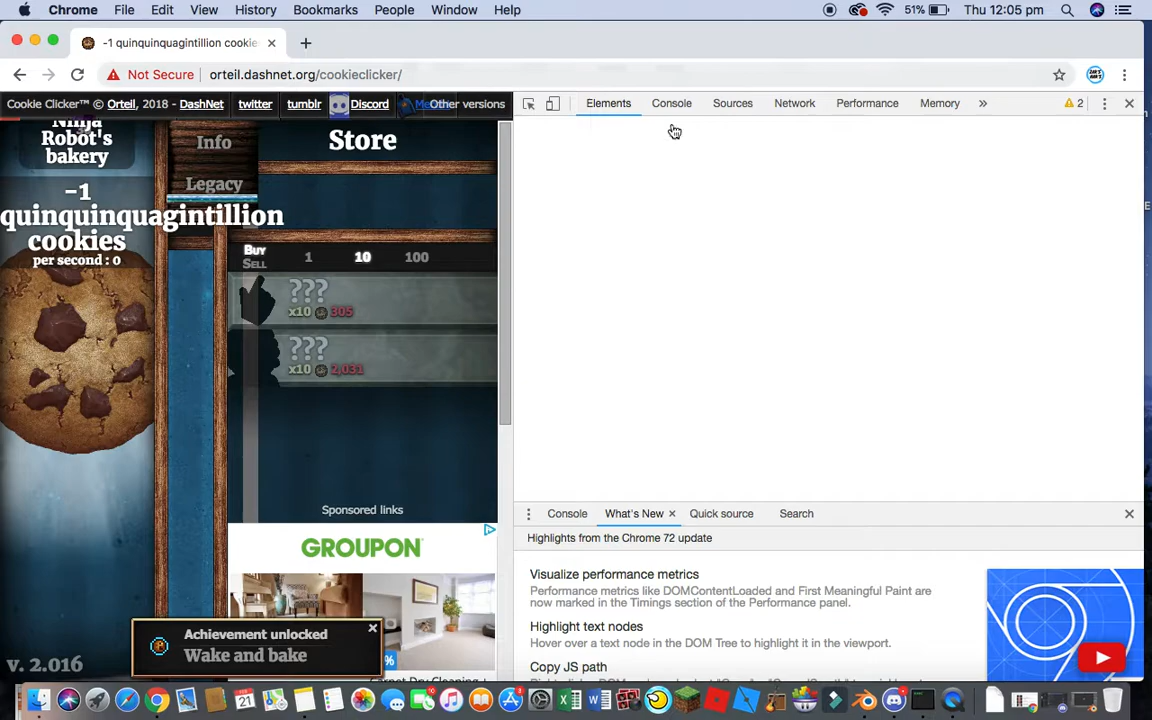 Chrome File Edit View History Bookmarks People Window Help 51% Thu 12:05 pm
-1 quinquinquagintillion cookie
Not Secure orteil.dashnet.org/cookieclicker/
Cookie Clicker™ © Orteil, 2018 - DashNet twitter tumblr Discord Other versions
Elements Console Sources Network Performance Memory » 2
Ninja
Robot's
bakery
Info
Legacy
Store
-1
quinquinquagintillion
cookies
per second : 0
BUY
SELL
1 10 100
???
x10 305
???
x10 2,031
Sponsored links
GROUPON
%
Achievement unlocked
Wake and bake
v. 2.016
Console What's New × Quick source Search
Highlights from the Chrome 72 update
Visualize performance metrics
Performance metrics like DOMContentLoaded and First Meaningful Paint are
now marked in the Timings section of the Performance panel.
Highlight text nodes
Hover over a text node in the DOM Tree to highlight it in the viewport.
Copy JS path